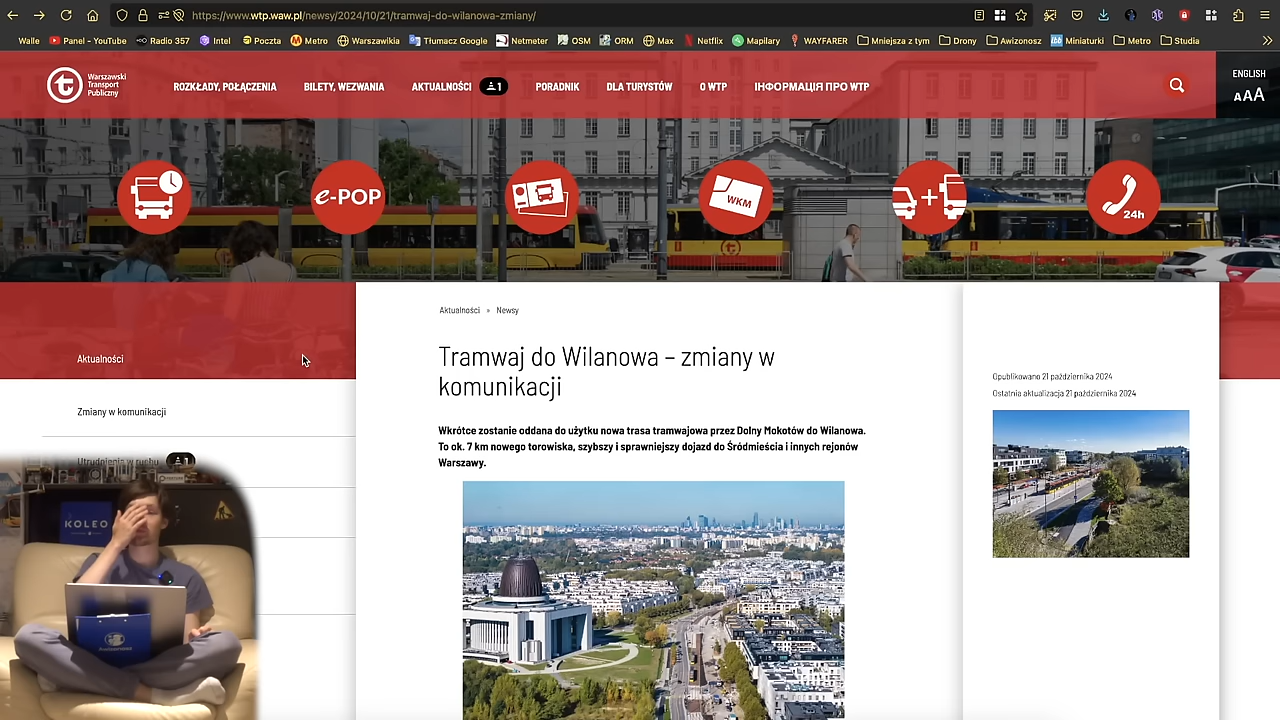 https://www.wtp.waw.pl/newsy/2024/10/21/tramwaj-do-wilanowa-zmiany/
Walle Panel - YouTube Radio 357 Intel Poczta Metro Warszawikia Tłumacz Google Netmeter OSM ORM Max Netflix Mapilary WAYFARER Mniejsza z tym Drony Awizonosz Miniaturki Metro Studia
Warszawski
Transport
Publiczny
ROZKŁADY, POŁĄCZENIA BILETY, WEZWANIA AKTUALNOŚCI 1 PORADNIK DLA TURYSTÓW O WTP ІНФОРМАЦІЯ ПРО WTP
ENGLISH
AAA
e-POP
WKM
24h
Aktualności » Newsy
Aktualności
Zmiany w komunikacji
Utrudnienia w ruchu
Tramwaj do Wilanowa – zmiany w
komunikacji
Wkrótce zostanie oddana do użytku nowa trasa tramwajowa przez Dolny Mokotów do Wilanowa.
To ok. 7 km nowego torowiska, szybszy i sprawniejszy dojazd do Śródmieścia i innych rejonów
Warszawy.
Opublikowano 21 października 2024
Ostatnia aktualizacja 21 października 2024
KOLEO